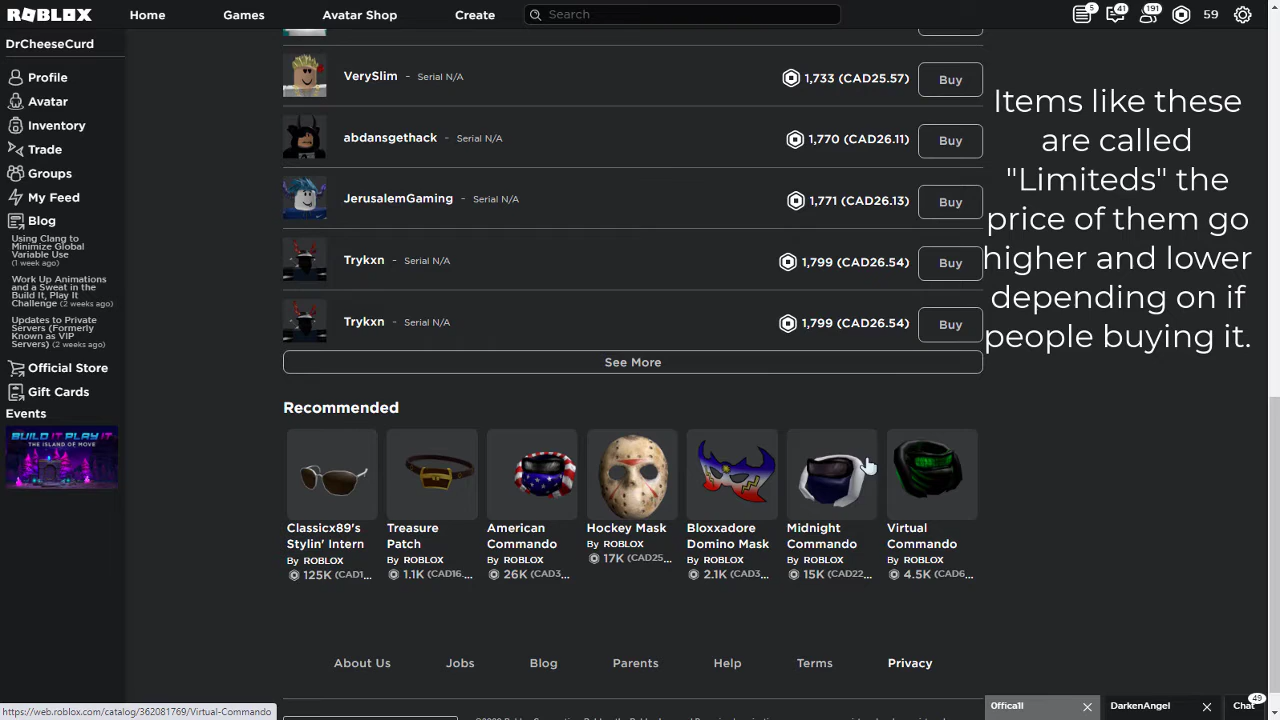 ROBLOX
Home
Games
Avatar Shop
Create
Search
5
41
191
59
DrCheeseCurd
Profile
Avatar
Inventory
Trade
Groups
My Feed
Blog
Using Clang to
Minimize Global
Variable Use
(1 week ago)
Work Up Animations
and a Sweat in the
Build It, Play It
Challenge (2 weeks ago)
Updates to Private
Servers (Formerly
Known as VIP
Servers) (2 weeks ago)
Official Store
Gift Cards
Events
BUILD IT PLAY IT
THE ISLAND OF MOVE
VerySlim - Serial N/A 1,733 (CAD25.57) Buy
abdansgethack - Serial N/A 1,770 (CAD26.11) Buy
JerusalemGaming - Serial N/A 1,771 (CAD26.13) Buy
Trykxn - Serial N/A 1,799 (CAD26.54) Buy
Trykxn - Serial N/A 1,799 (CAD26.54) Buy
See More
Items like these
are called
"Limiteds" the
price of them go
higher and lower
depending on if
people buying it.
Recommended
Classicx89's
Stylin' Intern
By ROBLOX
125K (CAD1...
Treasure
Patch
By ROBLOX
1.1K (CAD16...
American
Commando
By ROBLOX
26K (CAD3...
Hockey Mask
By ROBLOX
17K (CAD25...
Bloxxadore
Domino Mask
By ROBLOX
2.1K (CAD3...
Midnight
Commando
By ROBLOX
15K (CAD22...
Virtual
Commando
By ROBLOX
4.5K (CAD6...
About Us
Jobs
Blog
Parents
Help
Terms
Privacy
https://web.roblox.com/catalog/362081769/Virtual-Commando
DarkenAngel
Chat
49